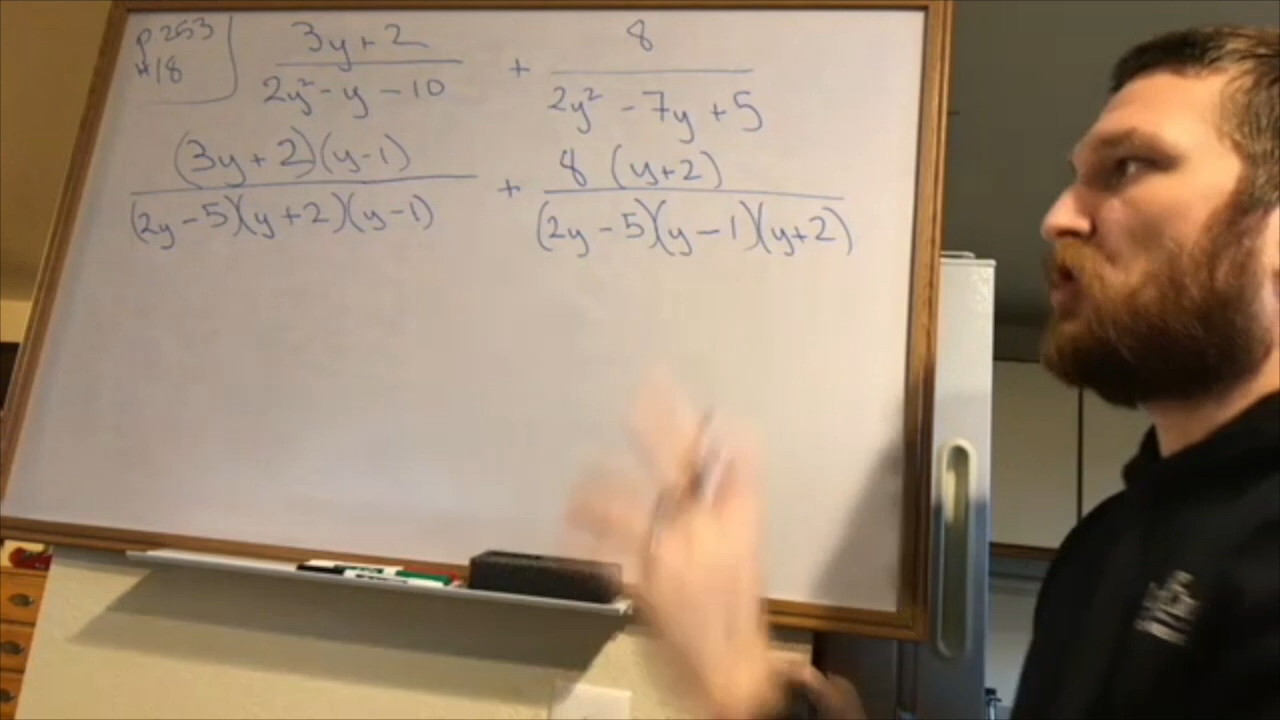 p 253
#18
3y+2 / 2y² - y - 10 + 8 / 2y² - 7y + 5
(3y+2)(y-1) / (2y-5)(y+2)(y-1) + 8(y+2) / (2y-5)(y-1)(y+2)